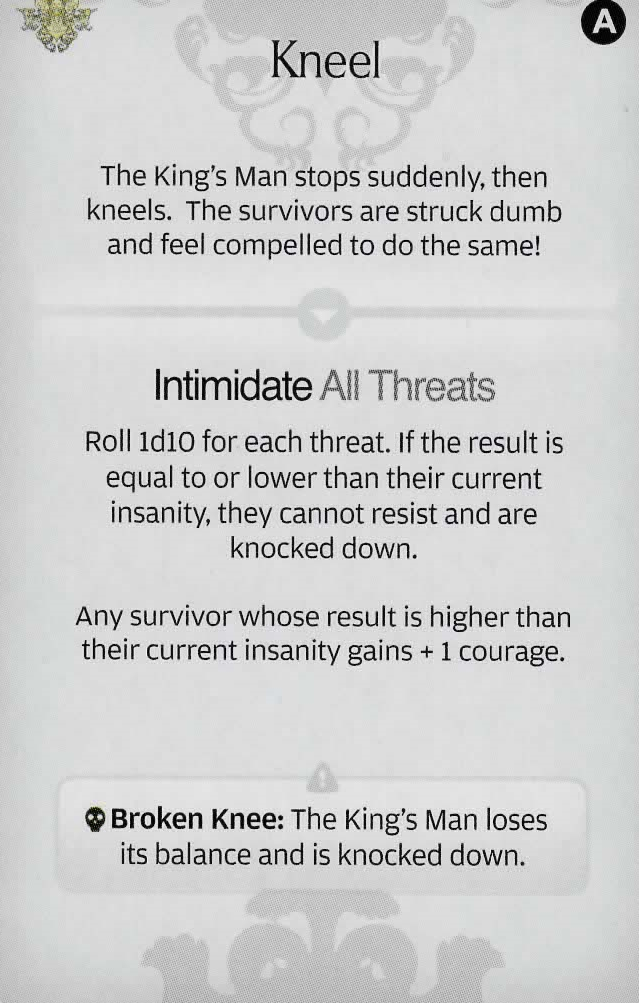 A
Kneel
The King's Man stops suddenly, then
kneels. The survivors are struck dumb
and feel compelled to do the same!
Intimidate All Threats
Roll 1d10 for each threat. If the result is
equal to or lower than their current
insanity, they cannot resist and are
knocked down.
Any survivor whose result is higher than
their current insanity gains + 1 courage.
Broken Knee: The King's Man loses
its balance and is knocked down.